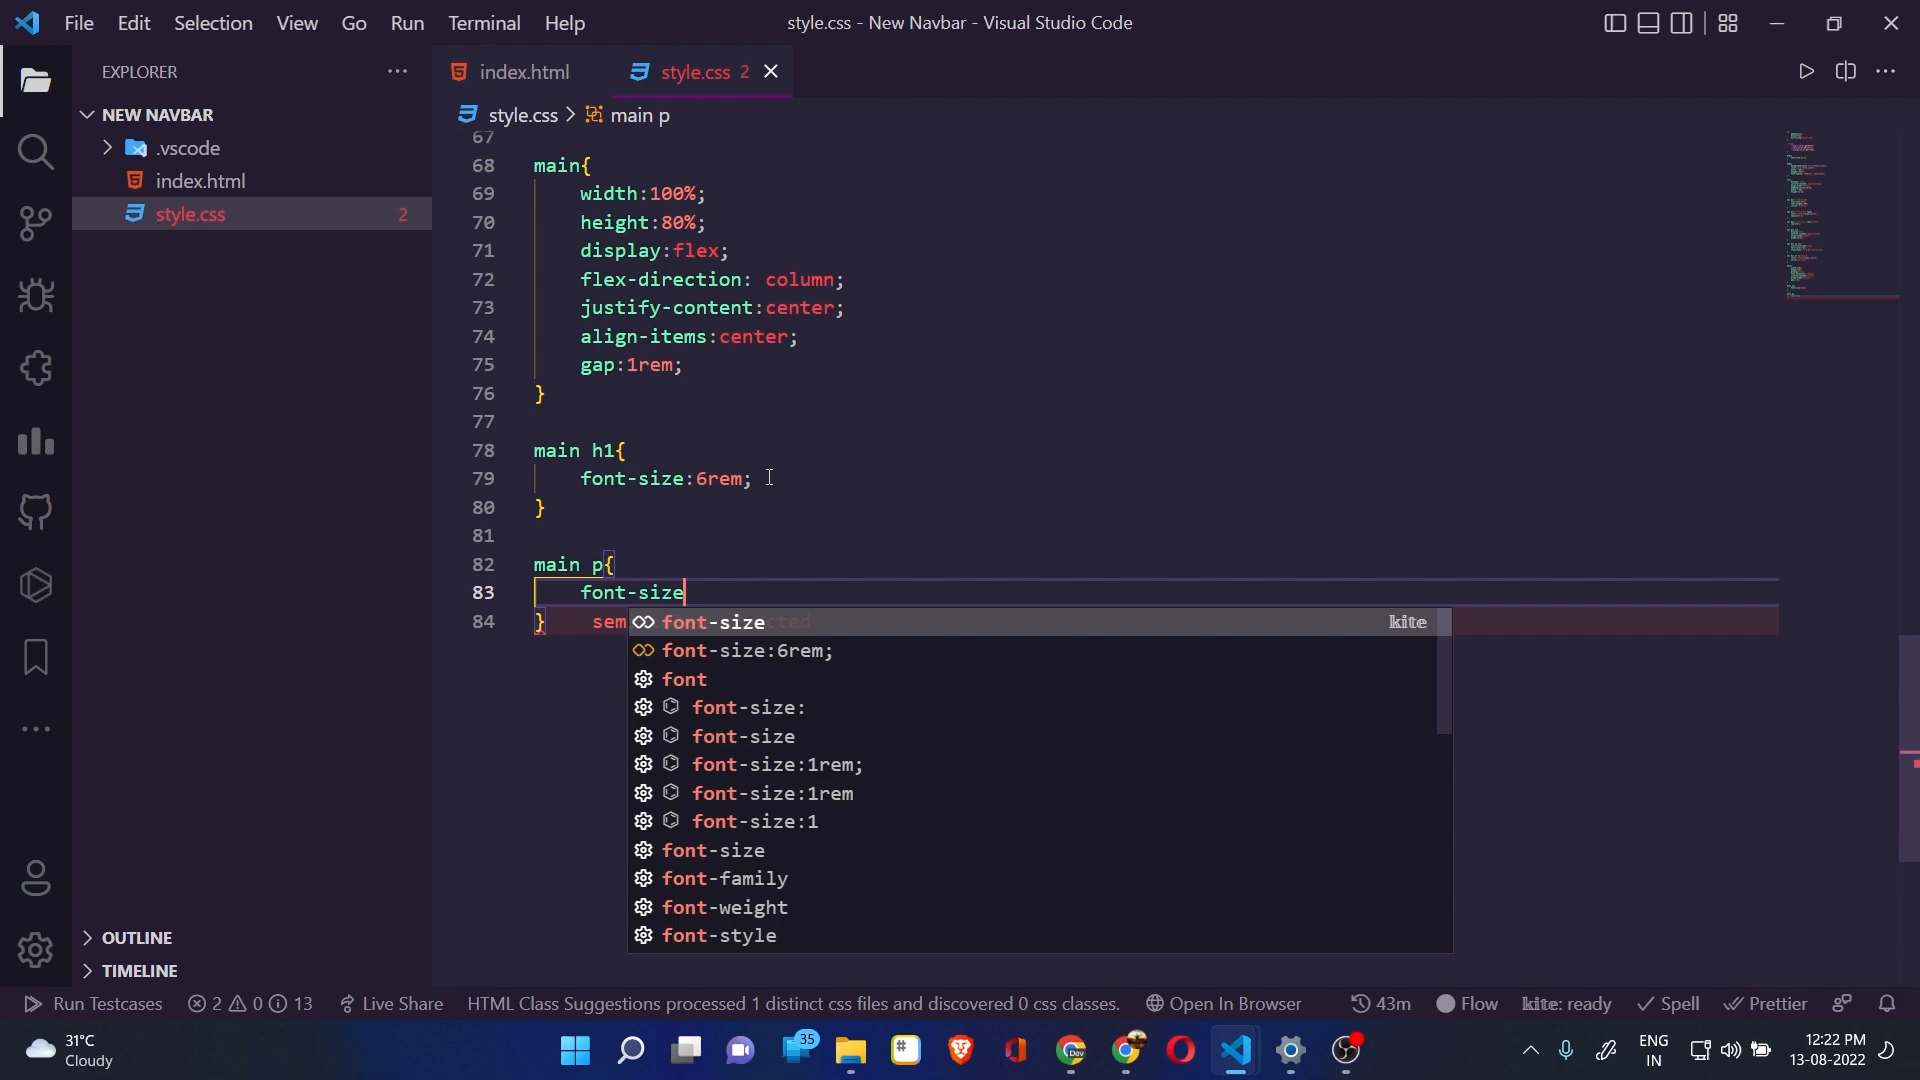 File Edit Selection View Go Run Terminal Help
style.css - New Navbar - Visual Studio Code
EXPLORER
index.html
style.css 2
NEW NAVBAR
style.css > main p
.vscode
index.html
style.css 2
67
68 main{
69 width:100%;
70 height:80%;
71 display:flex;
72 flex-direction: column;
73 justify-content:center;
74 align-items:center;
75 gap:1rem;
76 }
77
78 main h1{
79 font-size:6rem;
80 }
81
82 main p{
83 font-size
84 } sem
font-size kite
font-size:6rem;
font
font-size:
font-size
font-size:1rem;
font-size:1rem
font-size:1
font-size
font-family
font-weight
font-style
OUTLINE
TIMELINE
Run Testcases 2 0 13 Live Share HTML Class Suggestions processed 1 distinct css files and discovered 0 css classes. Open In Browser 43m Flow kite: ready Spell Prettier
31°C
Cloudy
35
#
Dev
ENG
IN
12:22 PM
13-08-2022